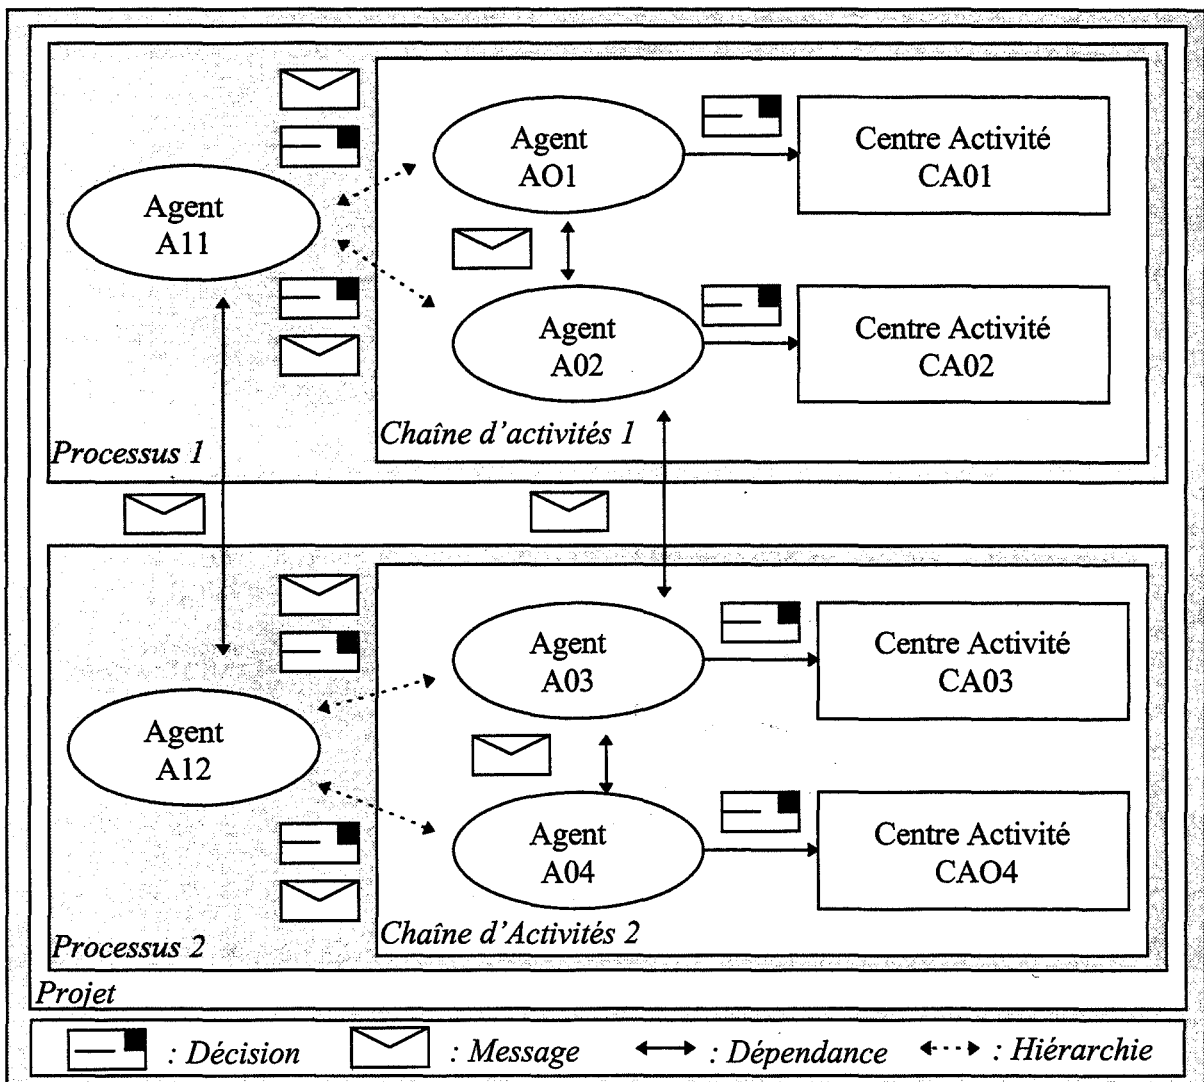 Agent
AO1
Centre Activité
CA01
Agent
A11
Agent
A02
Centre Activité
CA02
Chaîne d'activités 1
Processus 1
Agent
A03
Centre Activité
CA03
Agent
A12
Agent
A04
Centre Activité
CAO4
Chaîne d'Activités 2
Processus 2
Projet
: Décision
: Message
: Dépendance
: Hiérarchie